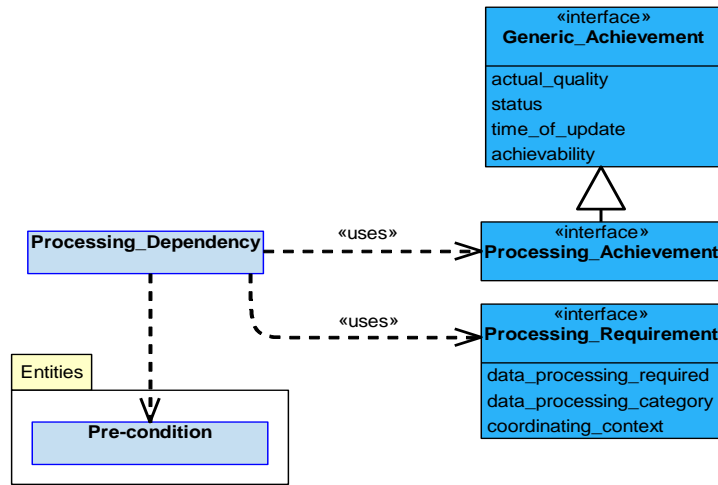 «interface»
Generic_Achievement
actual_quality
status
time_of_update
achievability
Processing_Dependency
«uses»
«interface»
Processing_Achievement
«uses»
«interface»
Processing_Requirement
data_processing_required
data_processing_category
coordinating_context
Entities
Pre-condition